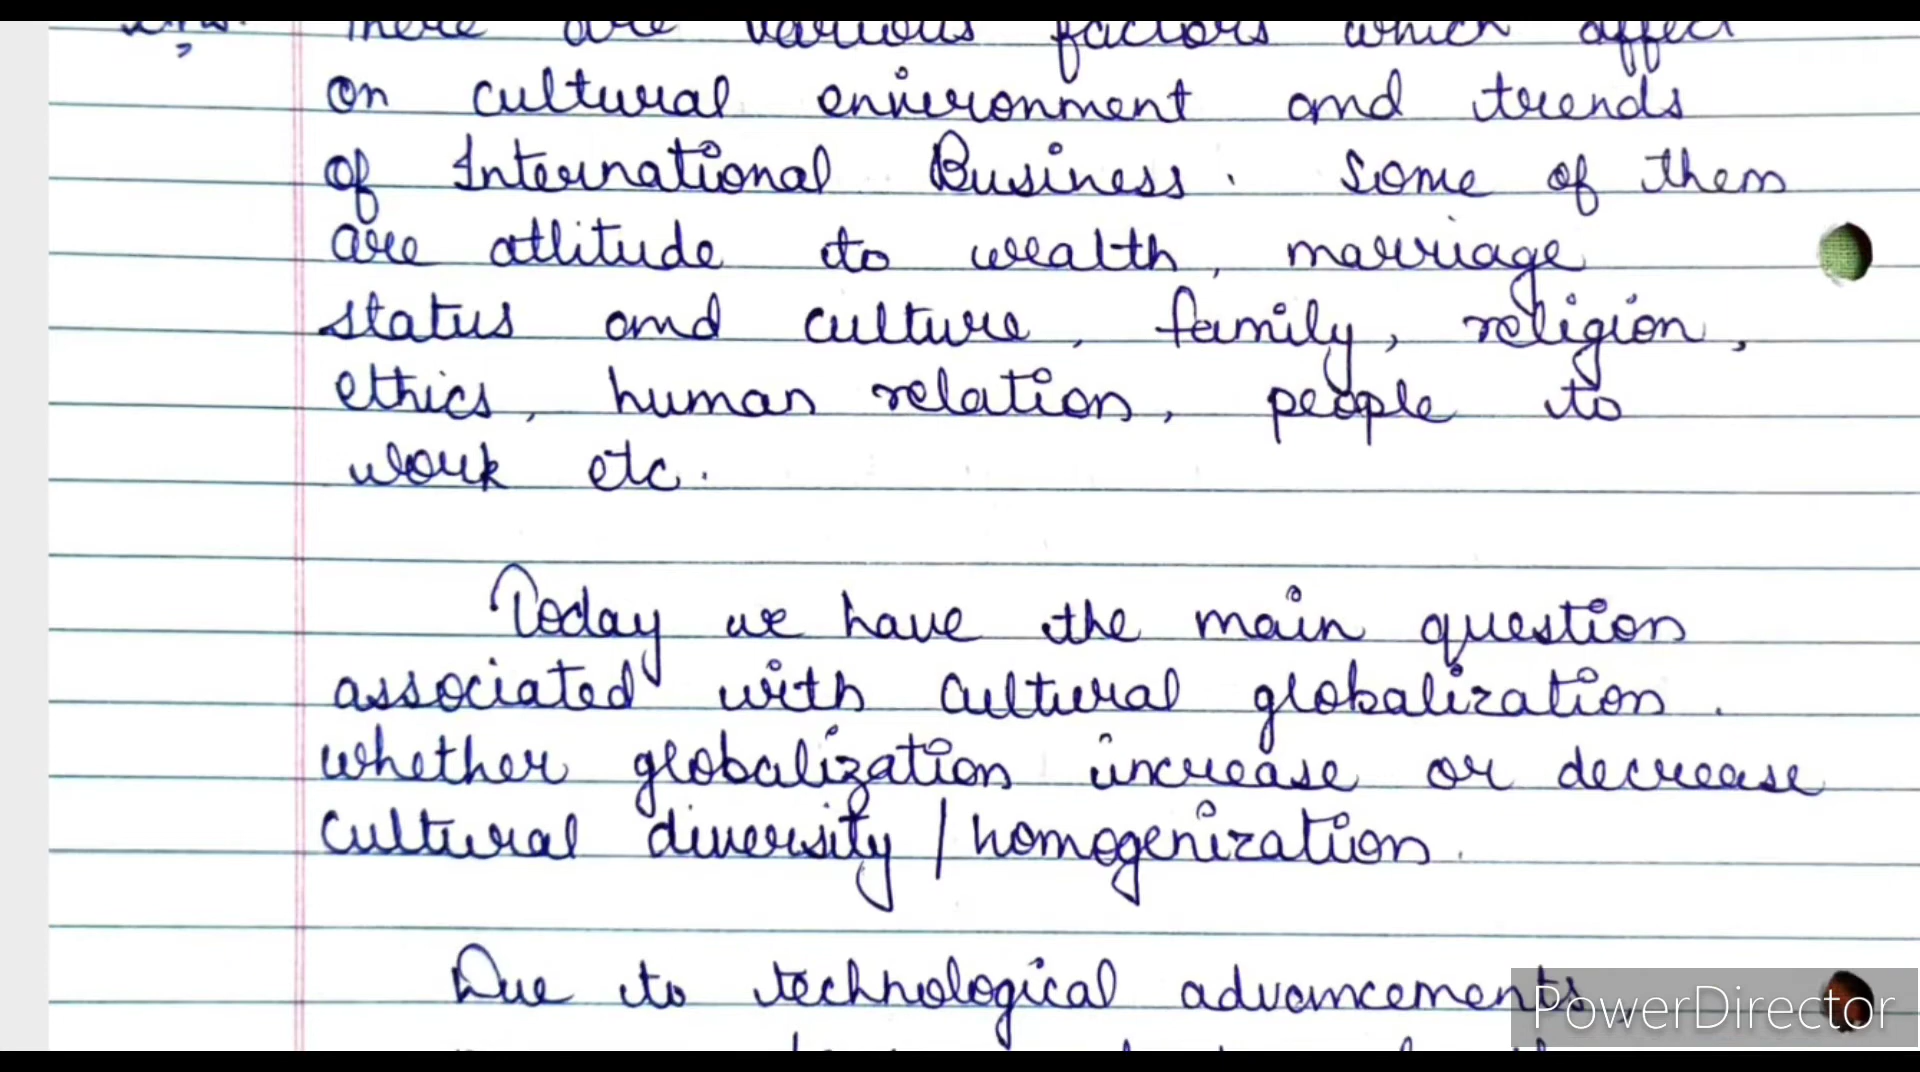 Ans. There are various factors which affect
on cultural environment and trends
of International Business. Some of them
are attitude to wealth, marriage
status and culture, family, religion,
ethics, human relation, people to
work etc.
Today we have the main question
associated with cultural globalization.
whether globalization increase or decrease
cultural diversity / homogenization.
Due to technological advancements,
PowerDirector